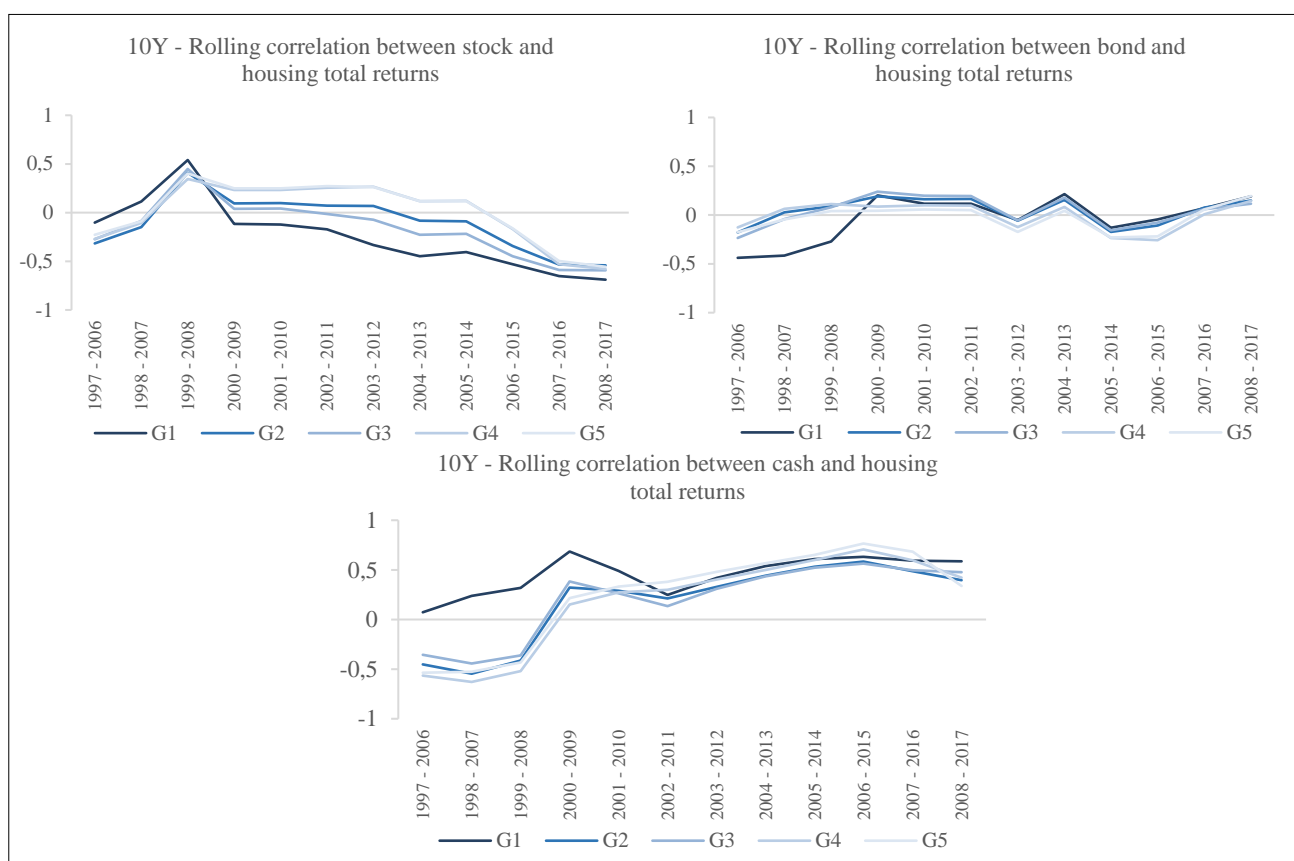 10Y - Rolling correlation between stock and
housing total returns
1
0,5
0
-0,5
-1
1997 - 2006
1998 - 2007
1999 - 2008
2000 - 2009
2001 - 2010
2002 - 2011
2003 - 2012
2004 - 2013
2005 - 2014
2006 - 2015
2007 - 2016
2008 - 2017
G1 G2 G3 G4 G5
10Y - Rolling correlation between bond and
housing total returns
1
0,5
0
-0,5
-1
1997 - 2006
1998 - 2007
1999 - 2008
2000 - 2009
2001 - 2010
2002 - 2011
2003 - 2012
2004 - 2013
2005 - 2014
2006 - 2015
2007 - 2016
2008 - 2017
G1 G2 G3 G4 G5
10Y - Rolling correlation between cash and housing
total returns
1
0,5
0
-0,5
-1
1997 - 2006
1998 - 2007
1999 - 2008
2000 - 2009
2001 - 2010
2002 - 2011
2003 - 2012
2004 - 2013
2005 - 2014
2006 - 2015
2007 - 2016
2008 - 2017
G1 G2 G3 G4 G5